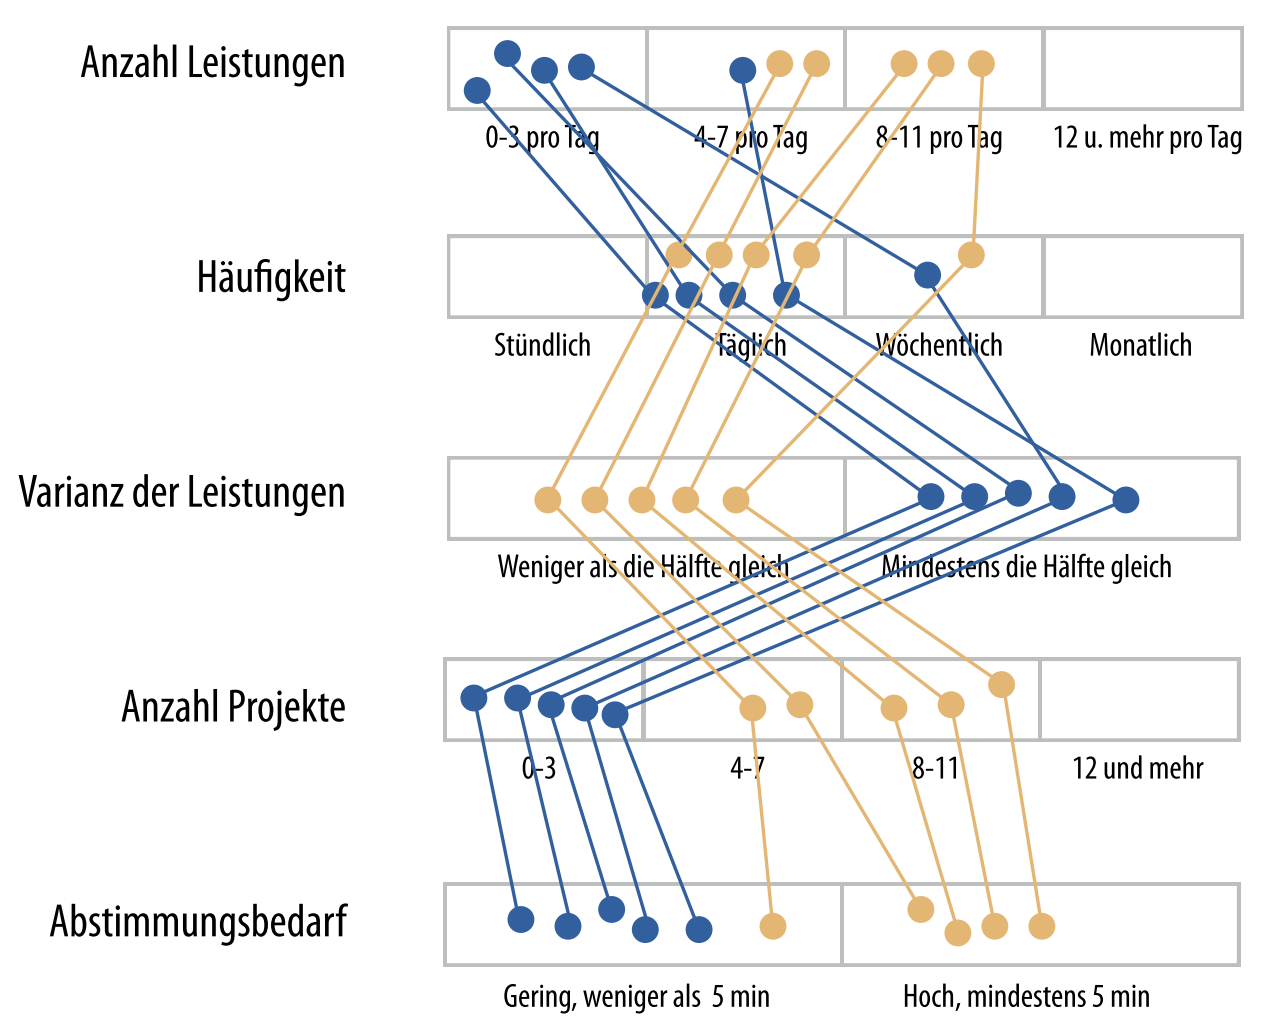 Anzahl Leistungen
0-3 pro Tag 4-7 pro Tag 8-11 pro Tag 12 u. mehr pro Tag
Häufigkeit
Stündlich Täglich Wöchentlich Monatlich
Varianz der Leistungen
Weniger als die Hälfte gleich Mindestens die Hälfte gleich
Anzahl Projekte
0-3 4-7 8-11 12 und mehr
Abstimmungsbedarf
Gering, weniger als 5 min Hoch, mindestens 5 min